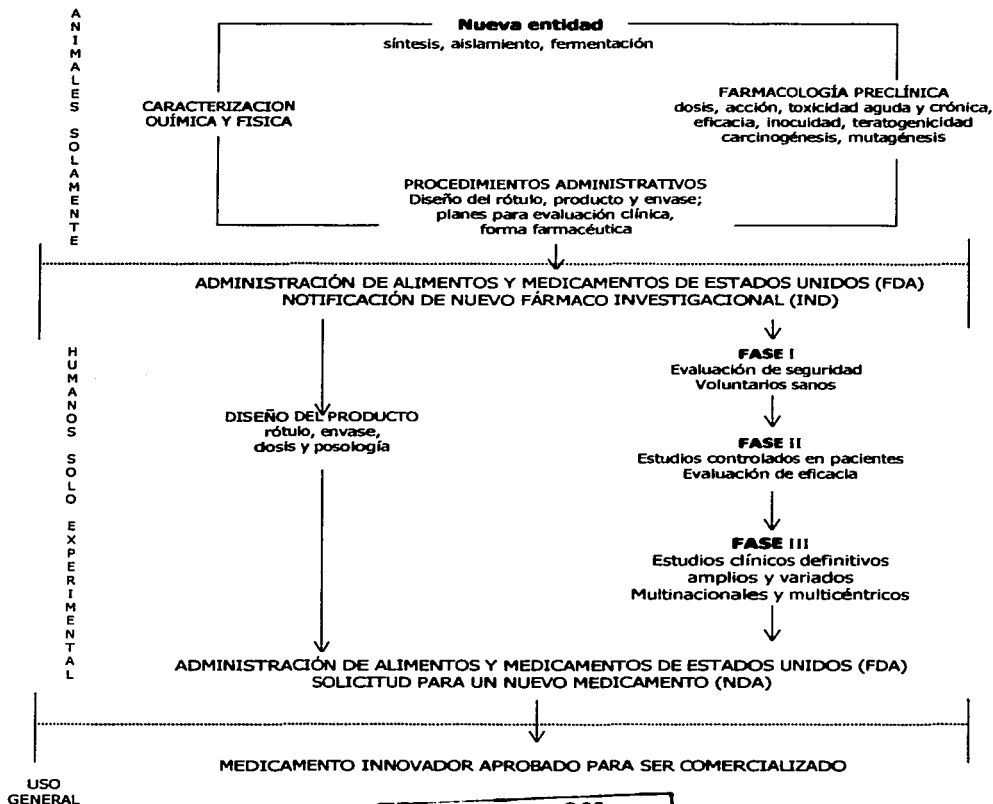 ANIMALES SOLAMENTE
Nueva entidad
síntesis, aislamiento, fermentación
CARACTERIZACION
QUÍMICA Y FISICA
FARMACOLOGÍA PRECLÍNICA
dosis, acción, toxicidad aguda y crónica,
eficacia, inocuidad, teratogenicidad
carcinogénesis, mutagénesis
PROCEDIMIENTOS ADMINISTRATIVOS
Diseño del rótulo, producto y envase;
planes para evaluación clínica,
forma farmacéutica
ADMINISTRACIÓN DE ALIMENTOS Y MEDICAMENTOS DE ESTADOS UNIDOS (FDA)
NOTIFICACIÓN DE NUEVO FÁRMACO INVESTIGACIONAL (IND)
HUMANOS SOLO EXPERIMENTAL
DISEÑO DEL PRODUCTO
rótulo, envase,
dosis y posología
FASE I
Evaluación de seguridad
Voluntarios sanos
FASE II
Estudios controlados en pacientes
Evaluación de eficacia
FASE III
Estudios clínicos definitivos
amplios y variados
Multinacionales y multicéntricos
ADMINISTRACIÓN DE ALIMENTOS Y MEDICAMENTOS DE ESTADOS UNIDOS (FDA)
SOLICITUD PARA UN NUEVO MEDICAMENTO (NDA)
MEDICAMENTO INNOVADOR APROBADO PARA SER COMERCIALIZADO
USO
GENERAL